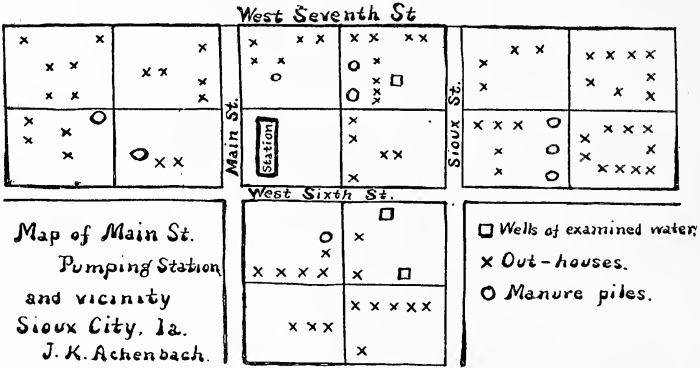 West Seventh St
Main St.
Station
Sioux St.
West Sixth St.
Map of Main St.
Pumping Station
and vicinity
Sioux City, Ia.
J. K. Achenbach.
Wells of examined water.
Out-houses.
Manure piles.